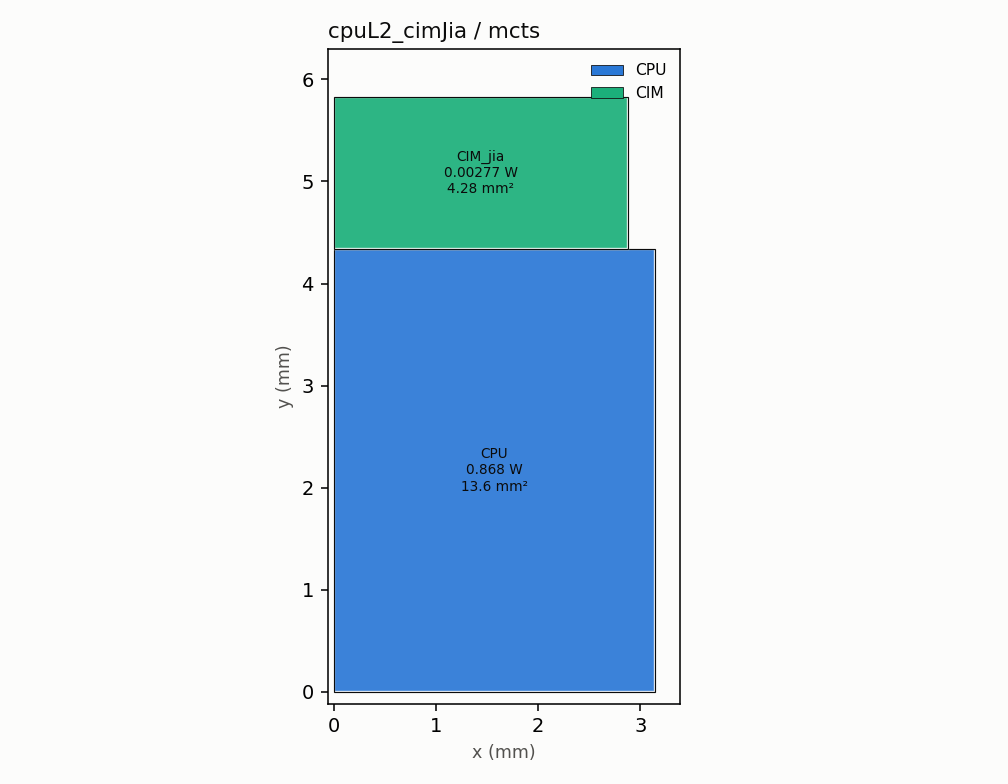 cpuL2_cimJia / mcts
CPU
CIM
6
5
4
3
2
1
0
y (mm)
CIM_jia
0.00277 W
4.28 mm²
CPU
0.868 W
13.6 mm²
0 1 2 3
x (mm)